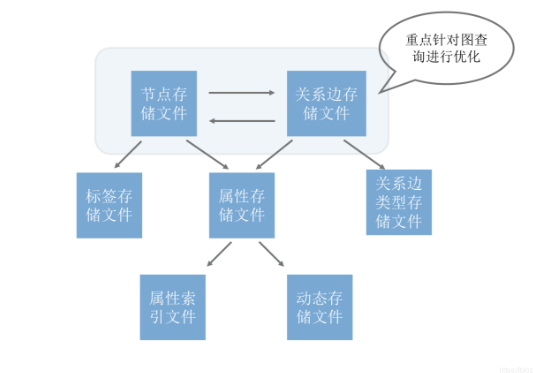 重点针对图查
询进行优化
节点存
储文件
关系边存
储文件
标签存
储文件
属性存
储文件
关系边
类型存
储文件
属性索
引文件
动态存
储文件